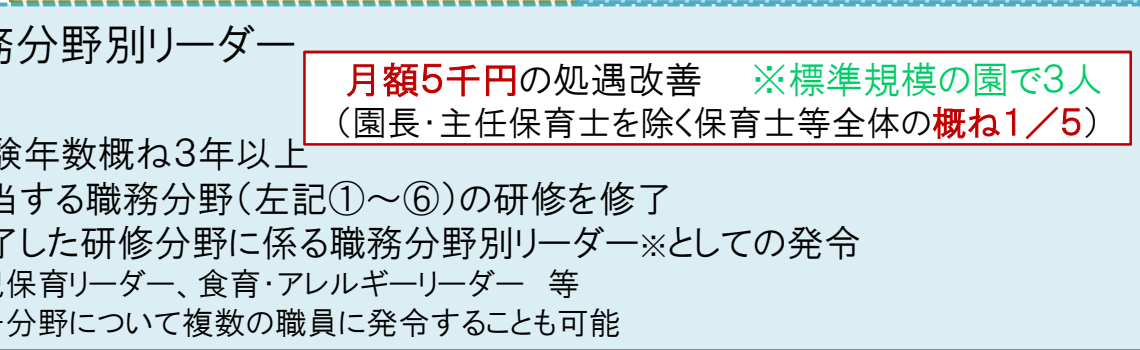 分野別リーダー
月額5千円の処遇改善　※標準規模の園で3人
（園長・主任保育士を除く保育士等全体の概ね1／5）
験年数概ね3年以上
当する職務分野（左記①～⑥）の研修を修了
了した研修分野に係る職務分野別リーダー※としての発令
保育リーダー、食育・アレルギーリーダー　等
分野について複数の職員に発令することも可能